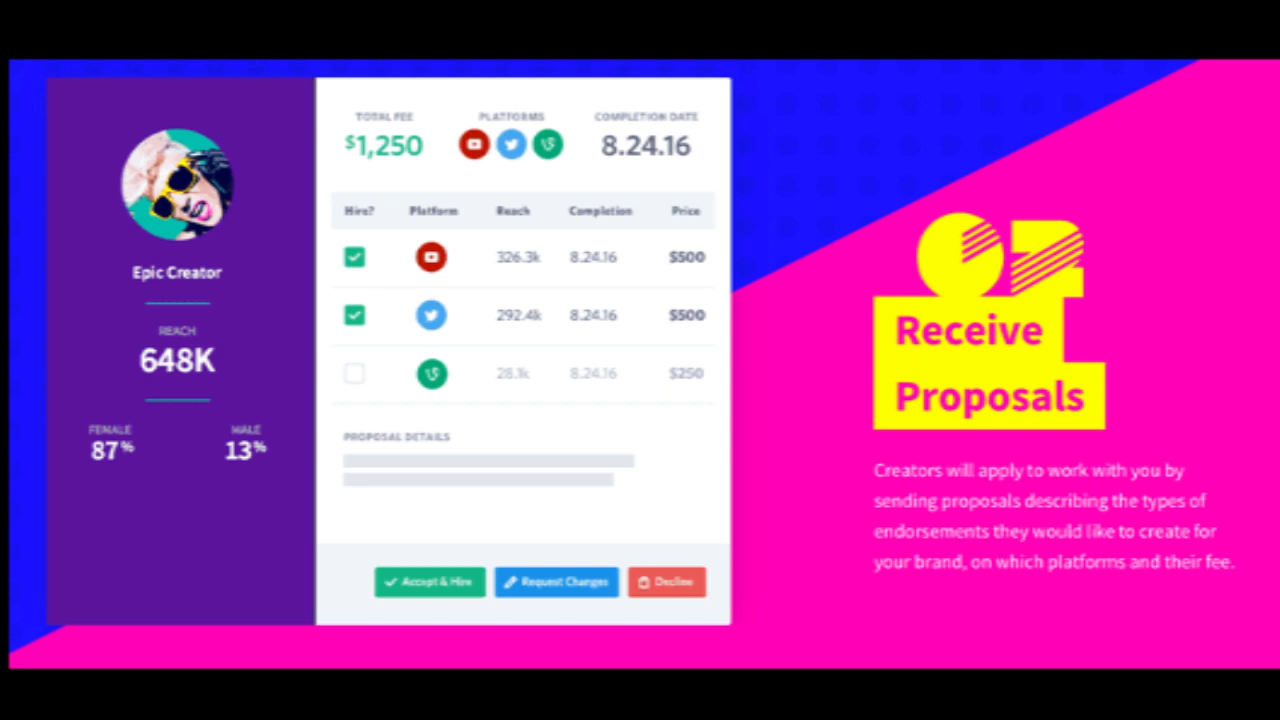 TOTAL FEE PLATFORMS COMPLETION DATE
$1,250 8.24.16
Hire? Platform Reach Completion Price
326.3k 8.24.16 $500
292.4k 8.24.16 $500
28.1k 8.24.16 $250
PROPOSAL DETAILS
Accept & Hire Request Changes Decline
Epic Creator
REACH
648K
FEMALE MALE
87% 13%
02
Receive
Proposals
Creators will apply to work with you by
sending proposals describing the types of
endorsements they would like to create for
your brand, on which platforms and their fee.